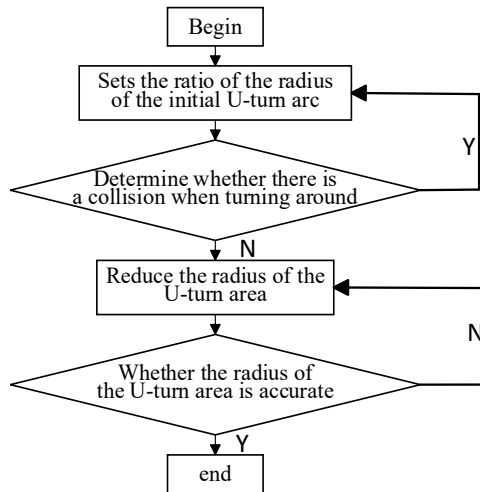 Begin
Sets the ratio of the radius
of the initial U-turn arc
Y
Determine whether there is
a collision when turning around
N
Reduce the radius of the
U-turn area
N
Whether the radius of
the U-turn area is accurate
Y
end